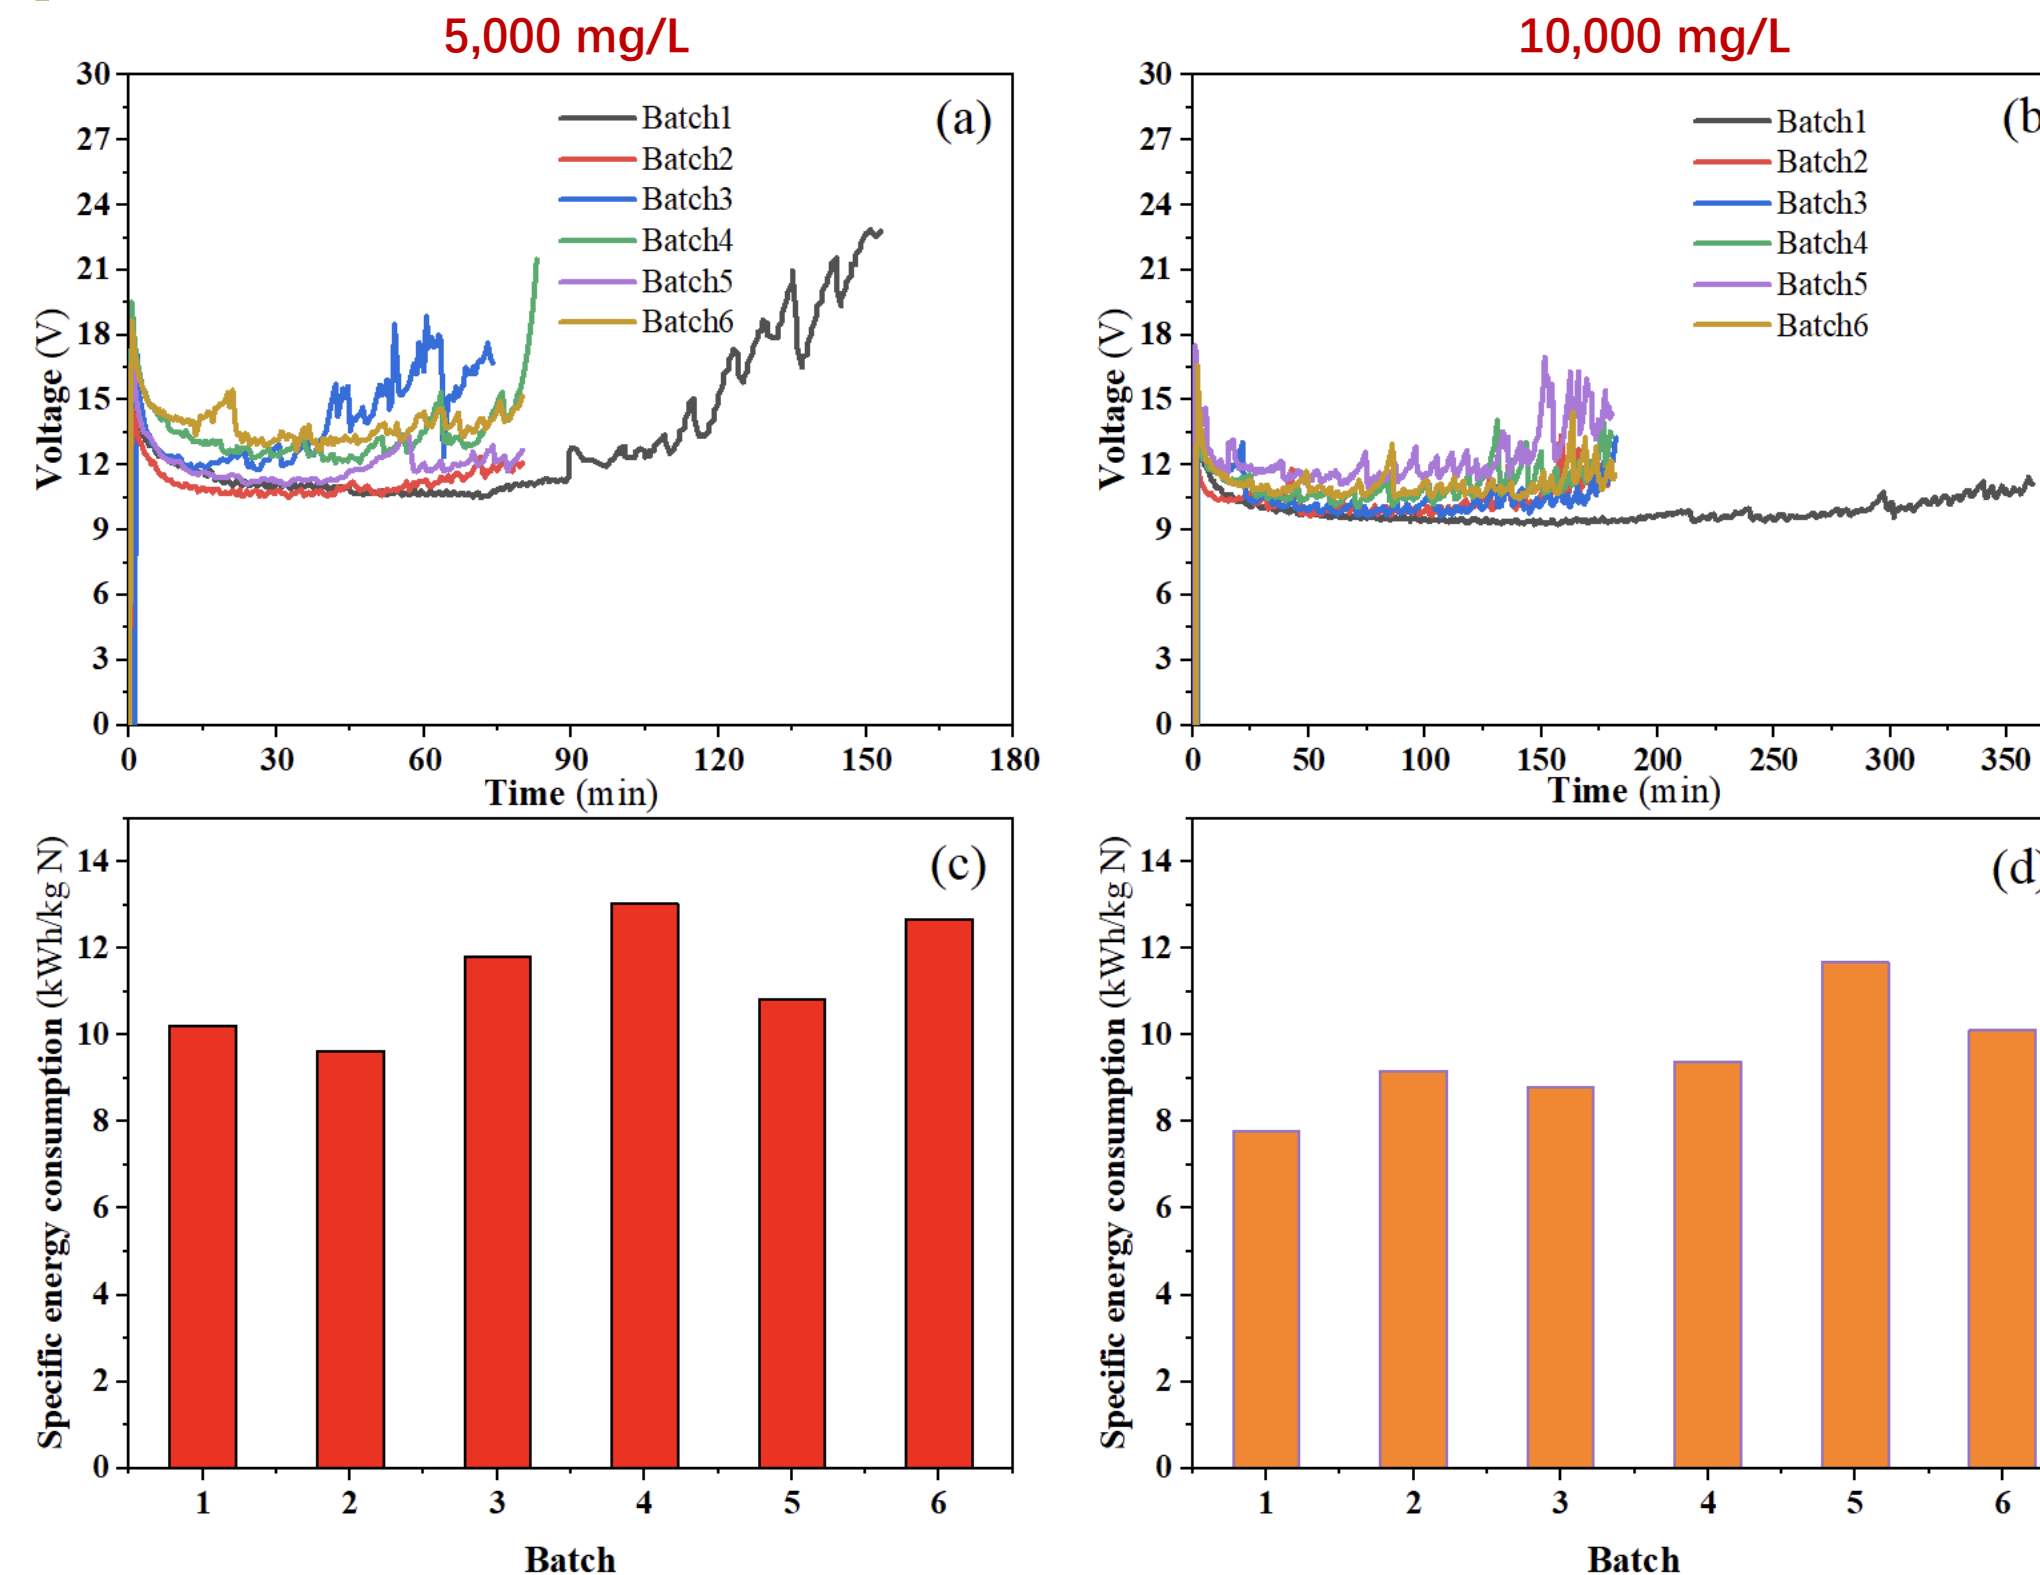 5,000 mg/L
10,000 mg/L
(a)
Batch1
Batch2
Batch3
Batch4
Batch5
Batch6
Voltage (V)
30
27
24
21
18
15
12
9
6
3
0
0 30 60 90 120 150 180
Time (min)
(b
Batch1
Batch2
Batch3
Batch4
Batch5
Batch6
Voltage (V)
30
27
24
21
18
15
12
9
6
3
0
0 50 100 150 200 250 300 350
Time (min)
(c)
Specific energy consumption (kWh/kg N)
14
12
10
8
6
4
2
0
1 2 3 4 5 6
Batch
(d)
Specific energy consumption (kWh/kg N)
14
12
10
8
6
4
2
0
1 2 3 4 5 6
Batch